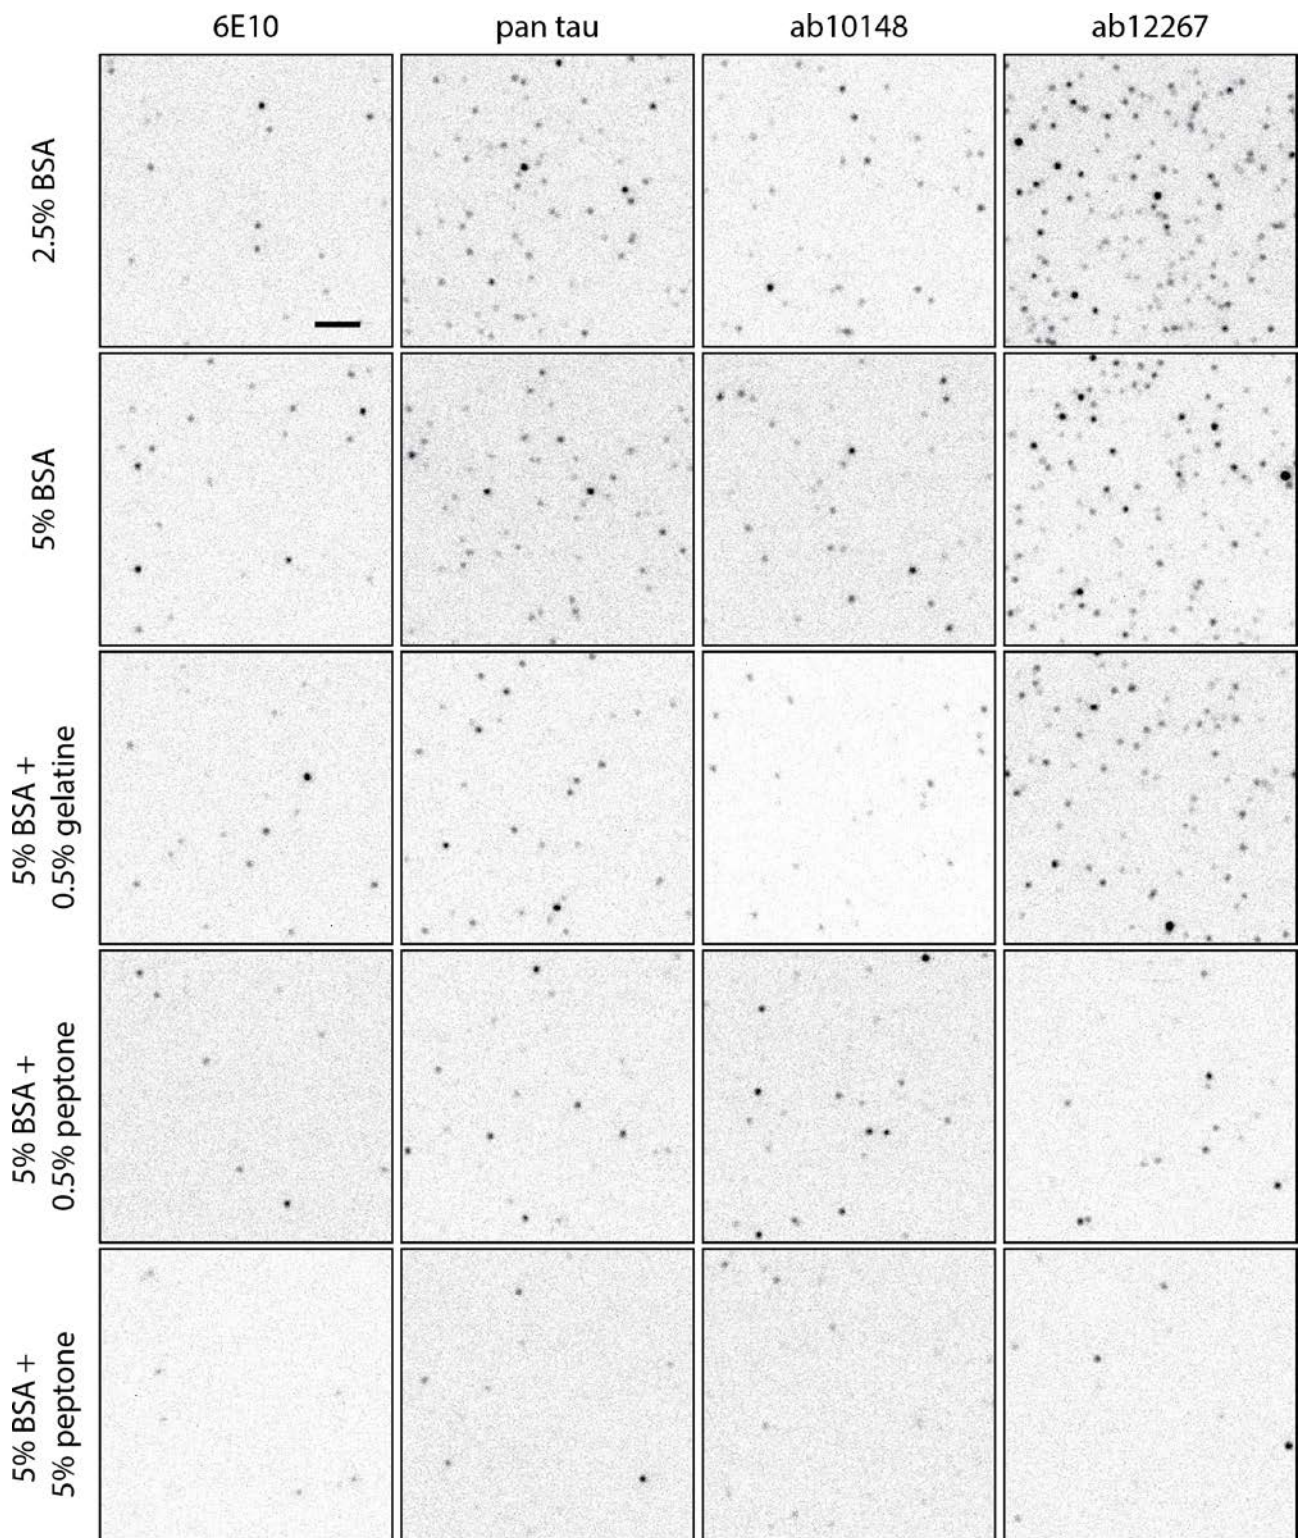 6E10
pan tau
ab10148
ab12267
2.5% BSA
5% BSA
5% BSA +
0.5% gelatine
5% BSA +
0.5% peptone
5% BSA +
5% peptone